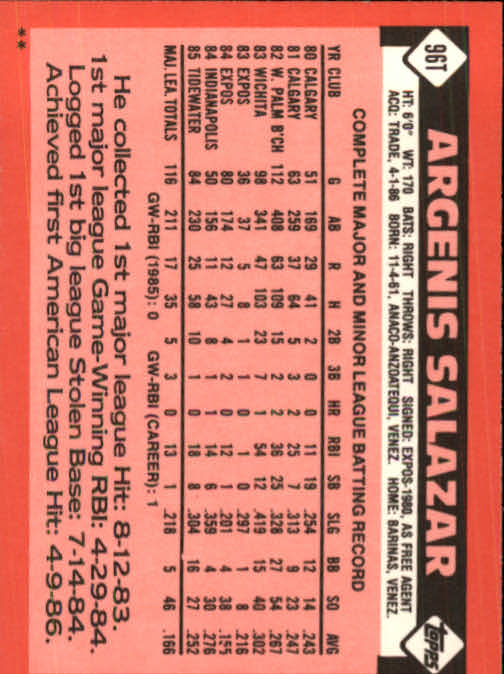 96T
ARGENIS SALAZAR
Topps
HT: 6'0" WT: 170 BATS: RIGHT THROWS: RIGHT SIGNED: EXPOS-1980, AS FREE AGENT
ACQ: TRADE, 4-1-86 BORN: 11-4-61, ANACO-ANZOATEQUI, VENEZ. HOME: BARINAS, VENEZ.
COMPLETE MAJOR AND MINOR LEAGUE BATTING RECORD
YR CLUB G AB R H 2B 3B HR RBI SB SLG BB SO AVG
80 CALGARY 51 169 29 41 2 0 0 11 19 .254 12 14 .243
81 CALGARY 63 259 37 64 5 3 2 25 7 .313 9 23 .247
82 W. PALM B'CH 112 408 63 109 15 2 2 36 25 .328 27 54 .267
83 WICHITA 98 341 47 103 23 7 1 54 12 .419 15 40 .302
83 EXPOS 36 37 5 8 1 1 0 1 0 .297 1 8 .216
84 EXPOS 80 174 12 27 4 2 0 12 1 .201 4 38 .155
84 INDIANAPOLIS 50 156 11 43 8 1 1 14 6 .359 4 30 .276
85 TIDEWATER 84 230 25 58 10 1 0 18 8 .304 16 27 .252
MAJ. LEA. TOTALS 116 211 17 35 5 3 0 13 1 .218 5 46 .166
GW-RBI (1985): 0 GW-RBI (CAREER): 1
He collected 1st major league Hit: 8-12-83.
1st major league Game-Winning RBI: 4-29-84.
Logged 1st big league Stolen Base: 7-14-84.
Achieved first American League Hit: 4-9-86.
**